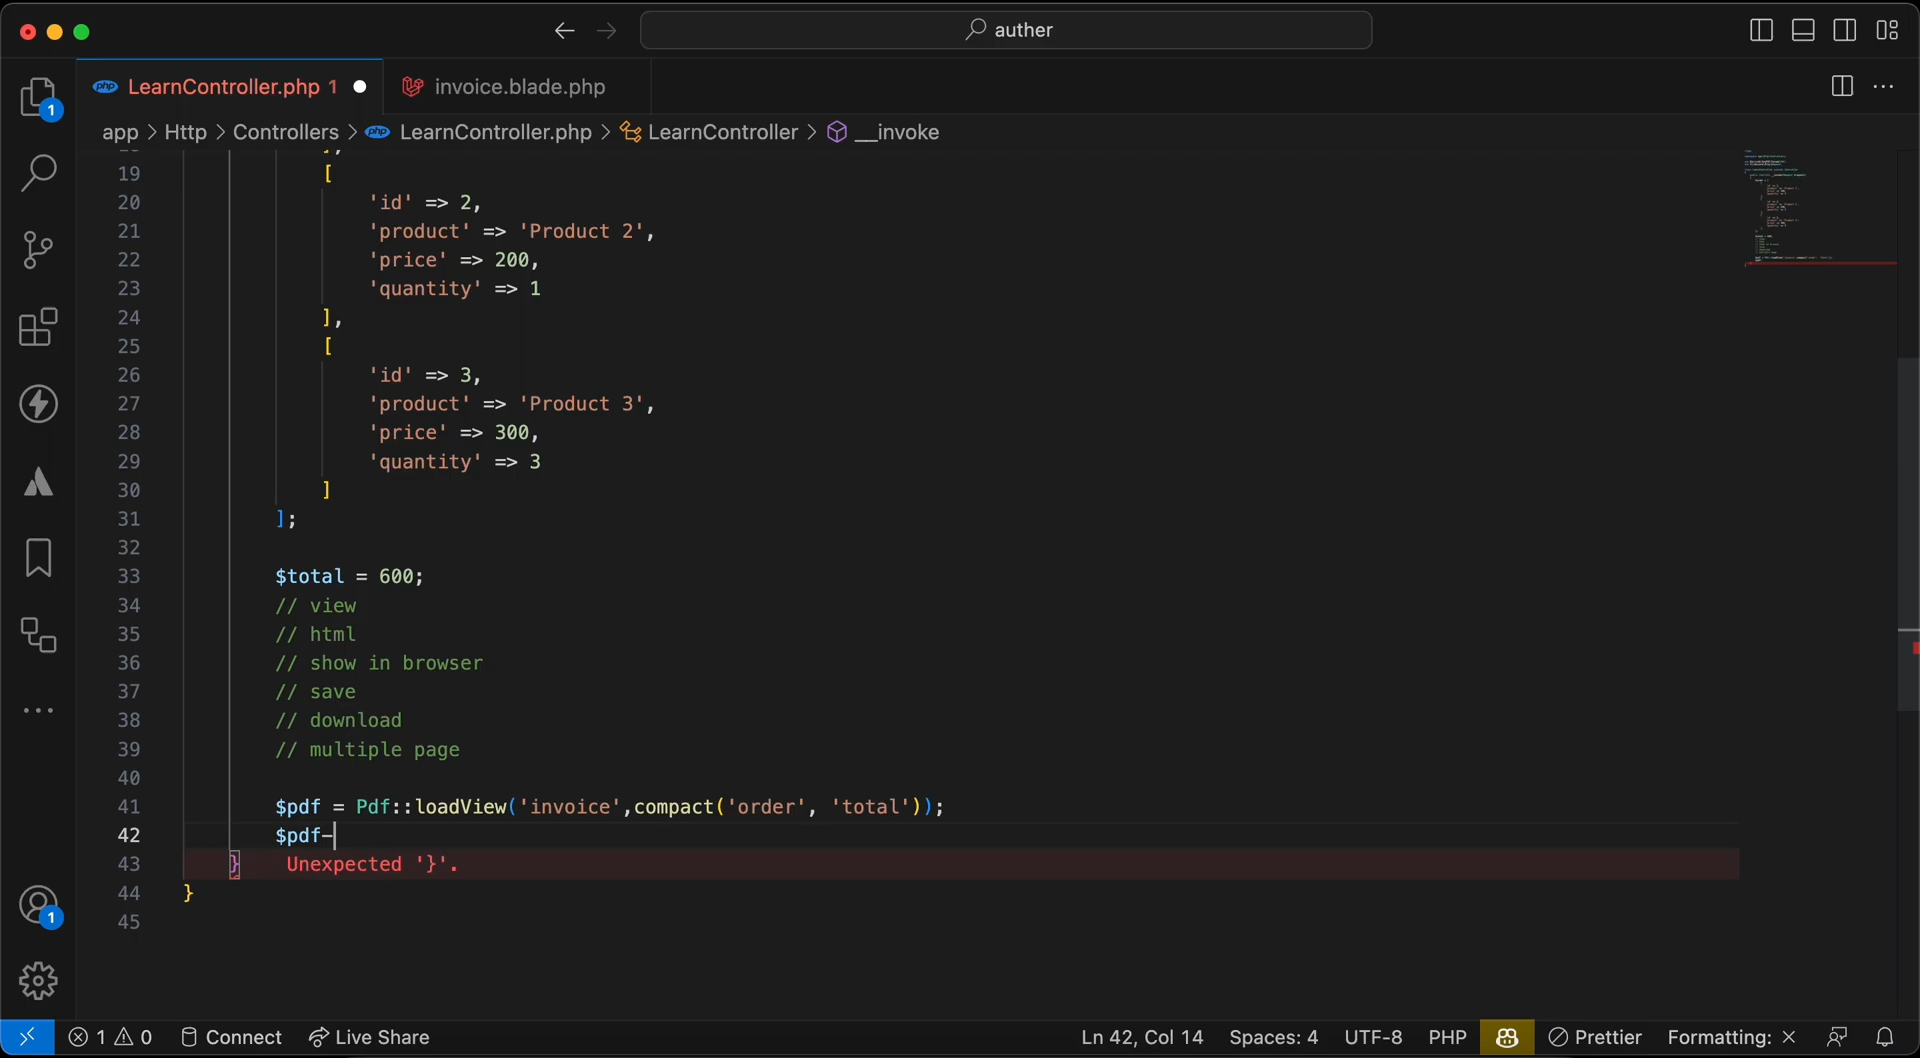 auther
LearnController.php 1
invoice.blade.php
app > Http > Controllers > LearnController.php > LearnController > __invoke
19 [
20 'id' => 2,
21 'product' => 'Product 2',
22 'price' => 200,
23 'quantity' => 1
24 ],
25 [
26 'id' => 3,
27 'product' => 'Product 3',
28 'price' => 300,
29 'quantity' => 3
30 ]
31 ];
32
33 $total = 600;
34 // view
35 // html
36 // show in browser
37 // save
38 // download
39 // multiple page
40
41 $pdf = Pdf::loadView('invoice',compact('order', 'total'));
42 $pdf-
43 } Unexpected '}'.
44 }
45
1
1
1 0 Connect Live Share Ln 42, Col 14 Spaces: 4 UTF-8 PHP Prettier Formatting: ×